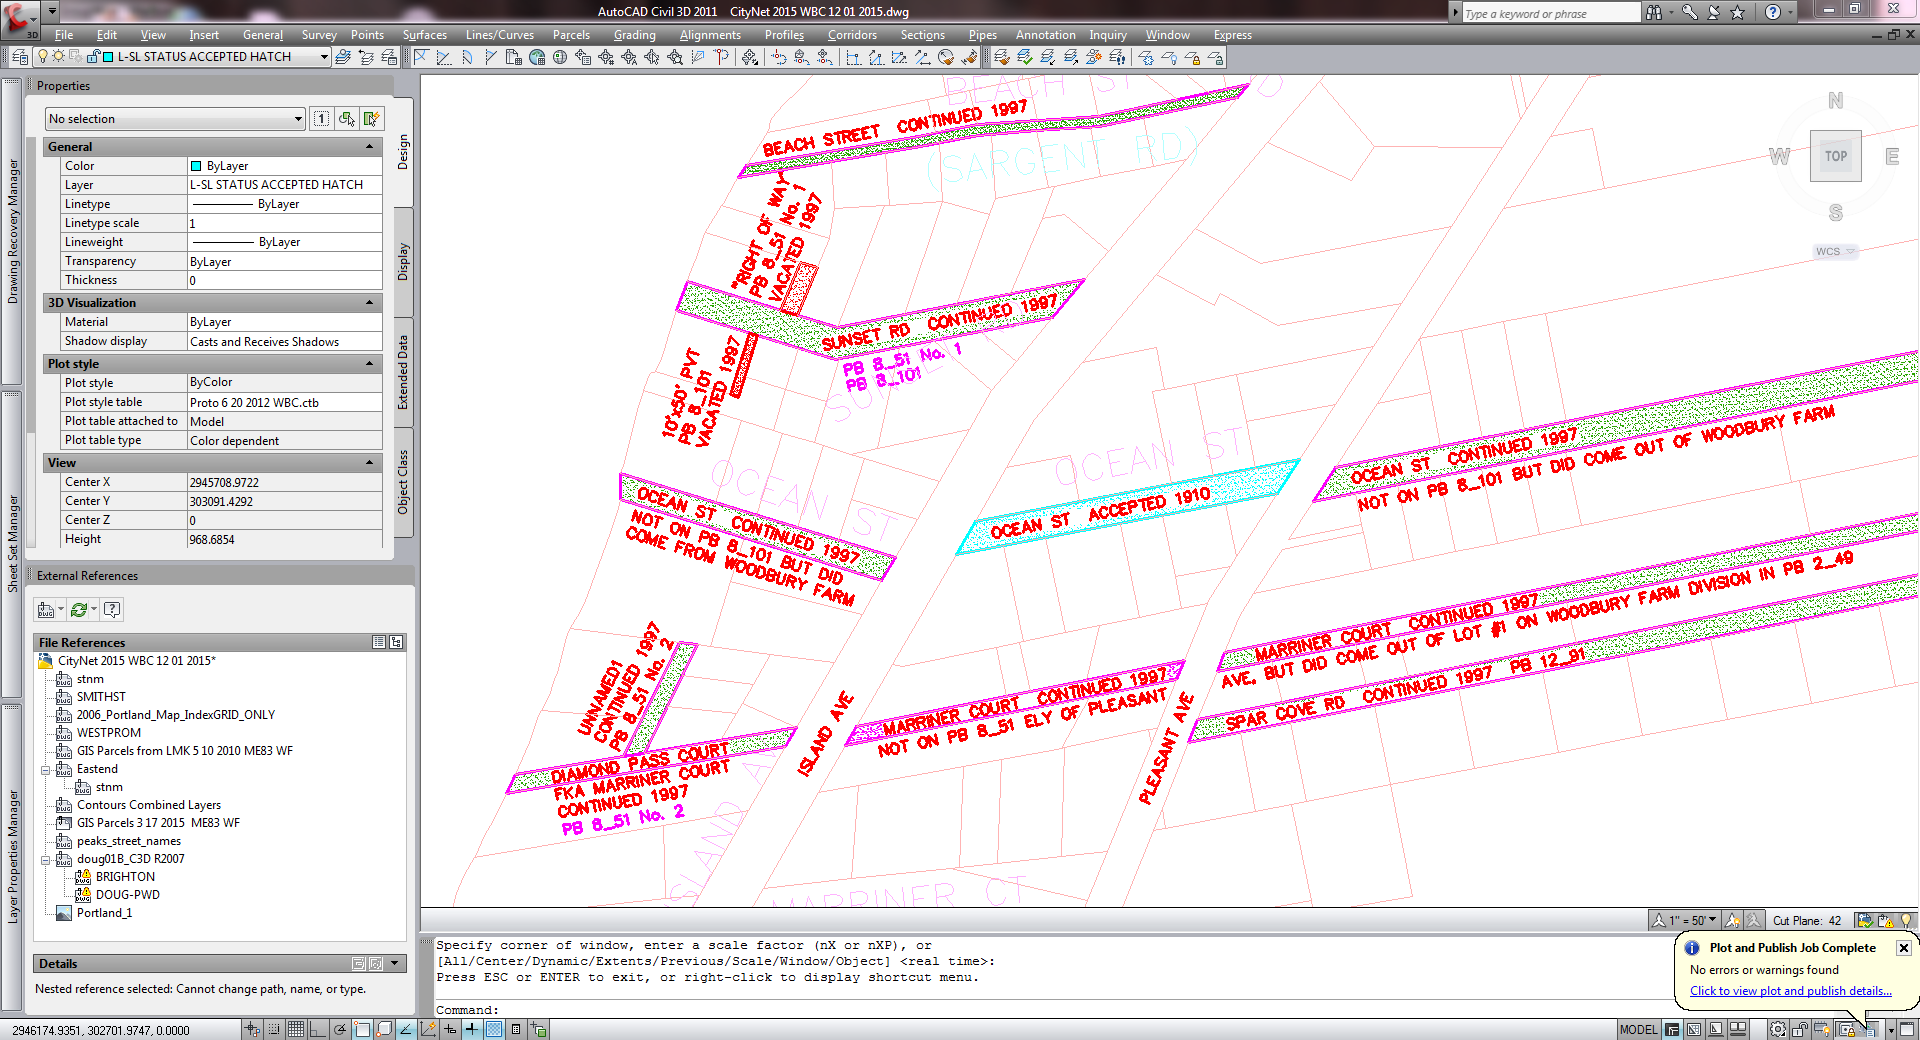 AutoCAD Civil 3D 2011    CityNet 2015 WBC 12 01 2015.dwg
Type a keyword or phrase
3D
File Edit View Insert General Survey Points Surfaces Lines/Curves Parcels Grading Alignments Profiles Corridors Sections Pipes Annotation Inquiry Window Express
L-SL STATUS ACCEPTED HATCH
Properties
No selection
General
Color ByLayer
Layer L-SL STATUS ACCEPTED HATCH
Linetype ByLayer
Linetype scale 1
Lineweight ByLayer
Transparency ByLayer
Thickness 0
3D Visualization
Material ByLayer
Shadow display Casts and Receives Shadows
Plot style
Plot style ByColor
Plot style table Proto 6 20 2012 WBC.ctb
Plot table attached to Model
Plot table type Color dependent
View
Center X 2945708.9722
Center Y 303091.4292
Center Z 0
Height 968.6854
Design
Display
Extended Data
Object Class
Drawing Recovery Manager
Sheet Set Manager
Layer Properties Manager
External References
File References
CityNet 2015 WBC 12 01 2015*
stnm
SMITHST
2006_Portland_Map_IndexGRID_ONLY
WESTPROM
GIS Parcels from LMK 5 10 2010 ME83 WF
Eastend
stnm
Contours Combined Layers
GIS Parcels 3 17 2015  ME83 WF
peaks_street_names
doug01B_C3D R2007
BRIGHTON
DOUG-PWD
Portland_1
Details
Nested reference selected: Cannot change path, name, or type.
BEACH ST
BEACH STREET  CONTINUED 1997
(SARGENT RD)
"RIGHT OF WAY"
PB 8_51 No. 1
VACATED 1997
SUNSET RD  CONTINUED 1997
PB 8_51 No. 1
PB 8_101
10'x50' PVT
PB 8_101
VACATED 1997
OCEAN ST
OCEAN ST  CONTINUED 1997
NOT ON PB 8_101 BUT DID
COME FROM WOODBURY FARM
OCEAN ST
OCEAN ST  ACCEPTED 1910
OCEAN ST  CONTINUED 1997
NOT ON PB 8_101 BUT DID COME OUT OF WOODBURY FARM
MARRINER COURT  CONTINUED 1997
AVE. BUT DID COME OUT OF LOT #1 ON WOODBURY FARM DIVISION IN PB 2_49
SPAR COVE RD  CONTINUED 1997  PB 12_91
MARRINER COURT  CONTINUED 1997
NOT ON PB 8_51 ELY OF PLEASANT
UNNAMED1
CONTINUED 1997
PB 8_51 No. 2
DIAMOND PASS COURT
FKA MARRINER COURT
CONTINUED 1997
PB 8_51 No. 2
ISLAND AVE
PLEASANT AVE
ISLAND AV
MARRINER CT
N
W
TOP
E
S
WCS
1" = 50'
Cut Plane: 42
Specify corner of window, enter a scale factor (nX or nXP), or
[All/Center/Dynamic/Extents/Previous/Scale/Window/Object] <real time>:
Press ESC or ENTER to exit, or right-click to display shortcut menu.
Command:
Plot and Publish Job Complete
No errors or warnings found
Click to view plot and publish details...
2946174.9351, 302701.9747, 0.0000
MODEL